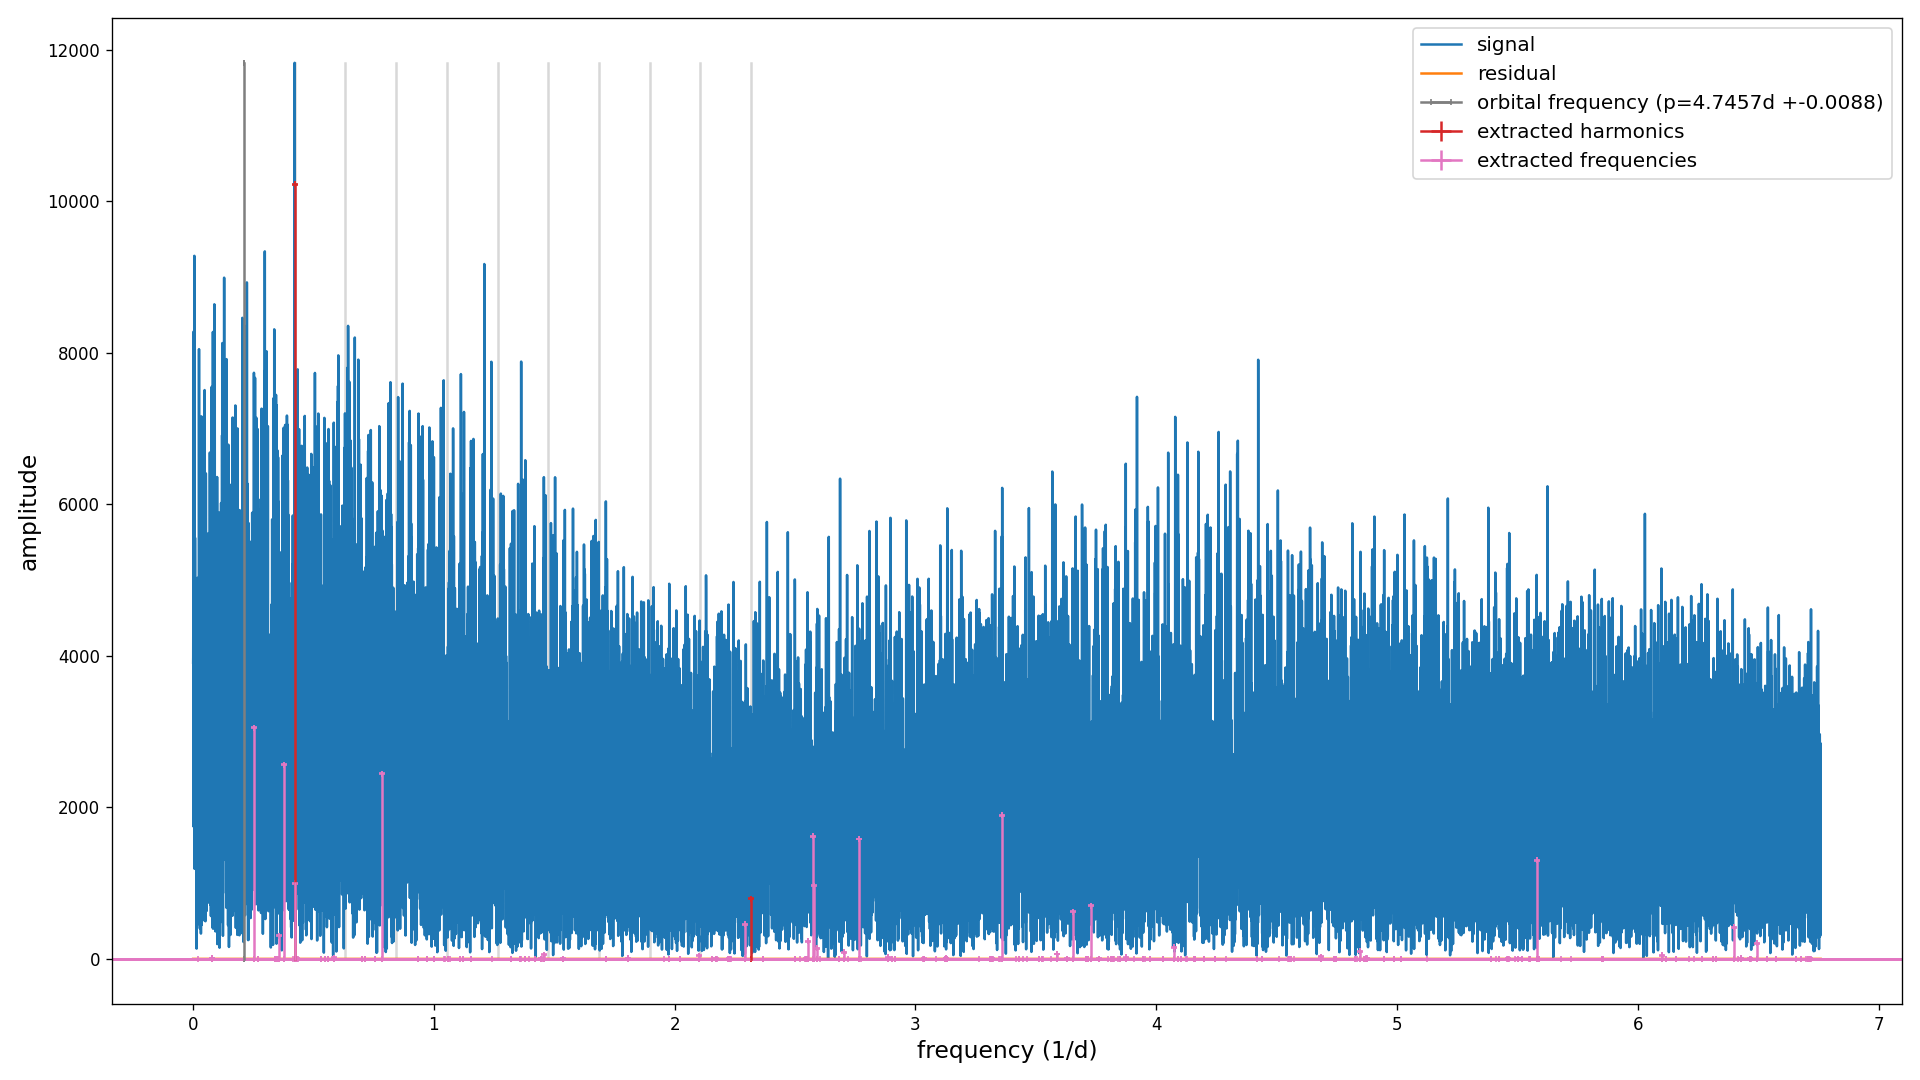 12000
10000
8000
6000
4000
2000
0
amplitude
0 1 2 3 4 5 6 7
frequency (1/d)
signal
residual
orbital frequency (p=4.7457d +-0.0088)
extracted harmonics
extracted frequencies